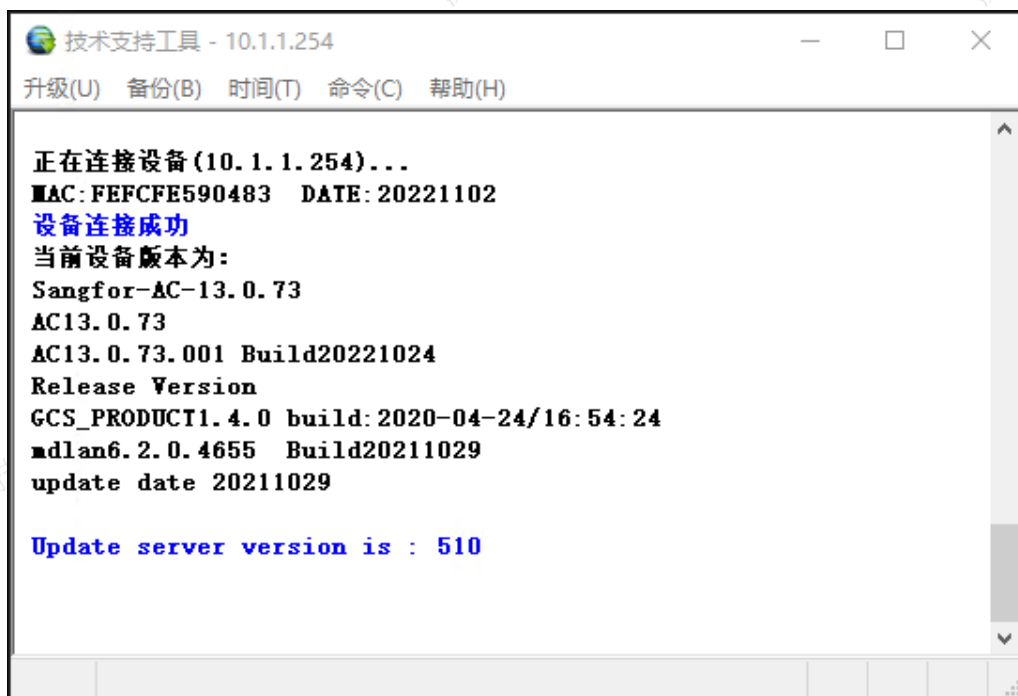 技术支持工具 - 10.1.1.254
升级(U) 备份(B) 时间(T) 命令(C) 帮助(H)
正在连接设备(10.1.1.254)...
MAC:FEFCFE590483 DATE:20221102
设备连接成功
当前设备版本为:
Sangfor-AC-13.0.73
AC13.0.73
AC13.0.73.001 Build20221024
Release Version
GCS_PRODUCT1.4.0 build:2020-04-24/16:54:24
mdlan6.2.0.4655 Build20211029
update date 20211029
Update server version is : 510